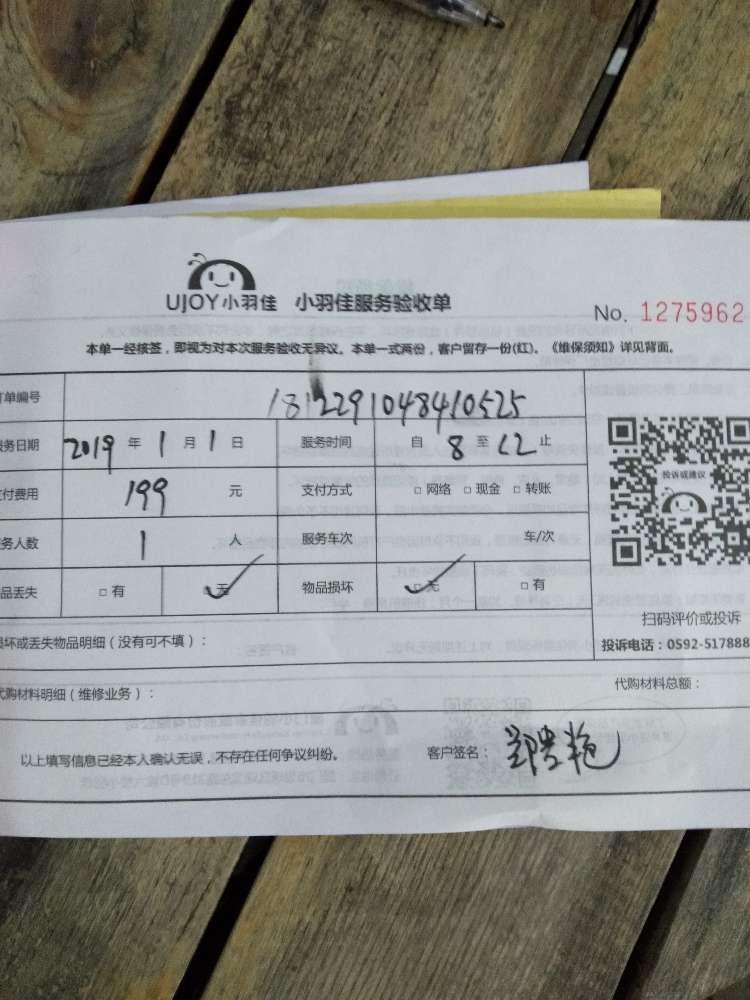 UJOY小羽佳 小羽佳服务验收单
No. 1275962
本单一经核签，即视为对本次服务验收无异议。本单一式两份，客户留存一份(红)。《维保须知》详见背面。
单编号 1812291048410525
务日期 2019 年 1 月 1 日 服务时间 自 8 至 12 止
付费用 199 元 支付方式 □ 网络 □ 现金 □ 转账
务人数 1 人 服务车次 车/次
品丢失 □ 有 □ 无 物品损坏 □ 无 □ 有
投诉或建议
扫码评价或投诉
投诉电话：0592-517888
坏或丢失物品明细（没有可不填）：
代购材料明细（维修业务）： 代购材料总额：
以上填写信息已经本人确认无误，不存在任何争议纠纷。 客户签名：